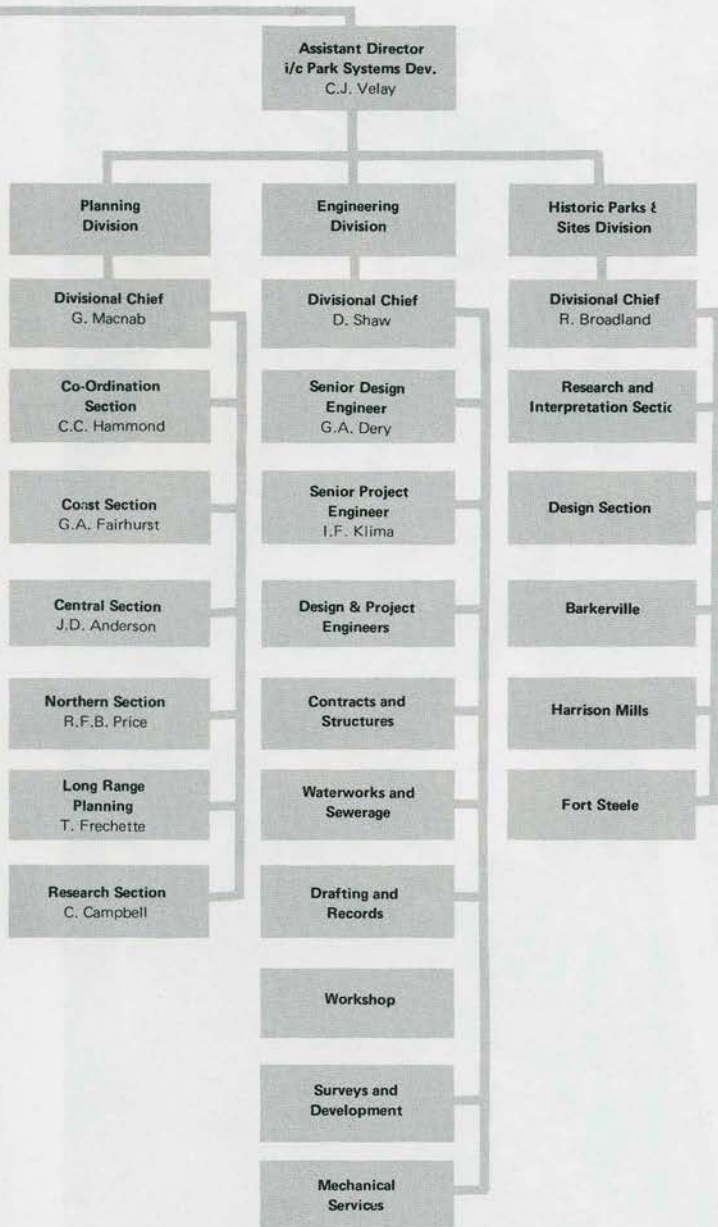 Assistant Director
i/c Park Systems Dev.
C.J. Velay
Planning
Division
Divisional Chief
G. Macnab
Co-Ordination
Section
C.C. Hammond
Coast Section
G.A. Fairhurst
Central Section
J.D. Anderson
Northern Section
R.F.B. Price
Long Range
Planning
T. Frechette
Research Section
C. Campbell
Engineering
Division
Divisional Chief
D. Shaw
Senior Design
Engineer
G.A. Dery
Senior Project
Engineer
I.F. Klima
Design & Project
Engineers
Contracts and
Structures
Waterworks and
Sewerage
Drafting and
Records
Workshop
Surveys and
Development
Mechanical
Services
Historic Parks &
Sites Division
Divisional Chief
R. Broadland
Research and
Interpretation Sectic
Design Section
Barkerville
Harrison Mills
Fort Steele